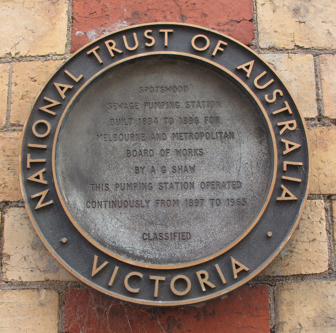 NATIONAL TRUST OF AUSTRALIA
SPOTSWOOD
SEWAGE PUMPING STATION
BUILT 1894 TO 1896 FOR
MELBOURNE AND METROPOLITAN
BOARD OF WORKS
BY A G SHAW
THIS PUMPING STATION OPERATED
CONTINUOUSLY FROM 1897 TO 1965
CLASSIFIED
VICTORIA